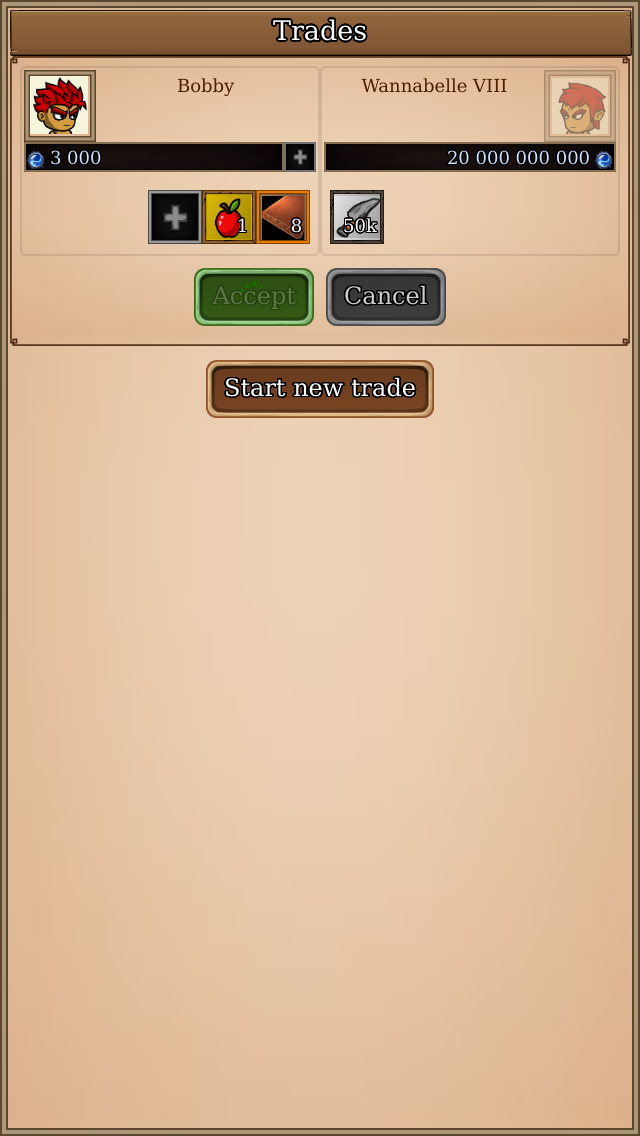 Trades
Bobby
Wannabelle VIII
3 000
20 000 000 000
1
8
50k
Accept
Cancel
Start new trade